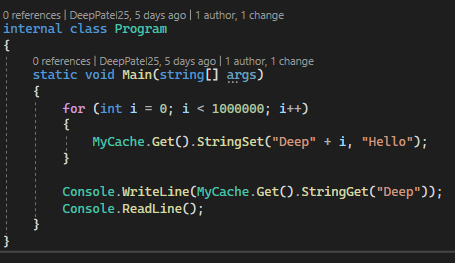 0 references | DeepPatel25, 5 days ago | 1 author, 1 change
internal class Program
{
0 references | DeepPatel25, 5 days ago | 1 author, 1 change
static void Main(string[] args)
{
for (int i = 0; i < 1000000; i++)
{
MyCache.Get().StringSet("Deep" + i, "Hello");
}
Console.WriteLine(MyCache.Get().StringGet("Deep"));
Console.ReadLine();
}
}